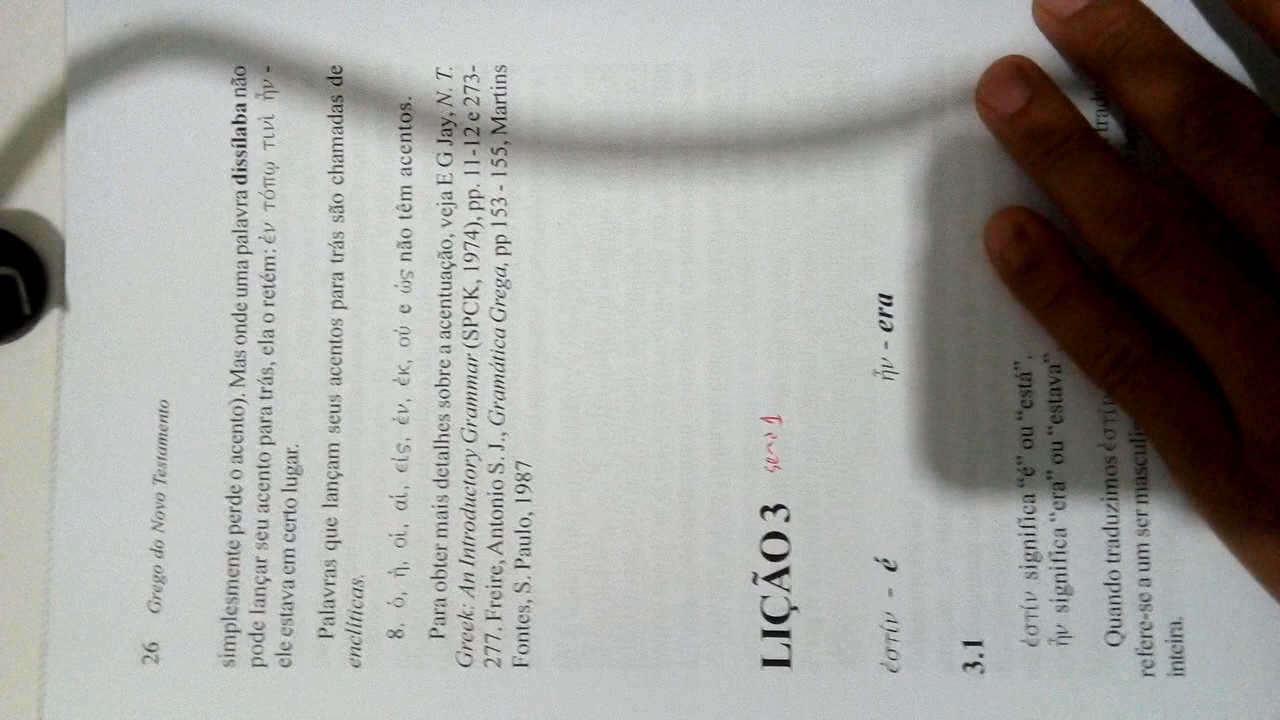 26 Grego do Novo Testamento
simplesmente perde o acento). Mas onde uma palavra dissílaba não
pode lançar seu acento para trás, ela o retém: ἐν τόπῳ τινὶ ἦν -
ele estava em certo lugar.
Palavras que lançam seus acentos para trás são chamadas de
enclíticas.
8. ὁ, ἡ, οἱ, αἱ, εἰς, ἐν, ἐκ, οὐ e ὡς não têm acentos.
Para obter mais detalhes sobre a acentuação, veja E G Jay, N. T.
Greek: An Introductory Grammar (SPCK, 1974), pp. 11-12 e 273-
277. Freire, Antonio S. J., Gramática Grega, pp 153 - 155, Martins
Fontes, S. Paulo, 1987
LIÇÃO 3
ἐστίν - é ἦν - era
3.1
ἐστίν significa “é” ou “está”.
ἦν significa “era” ou “estava”
Quando traduzimos
refere-se a um ser
inteira.